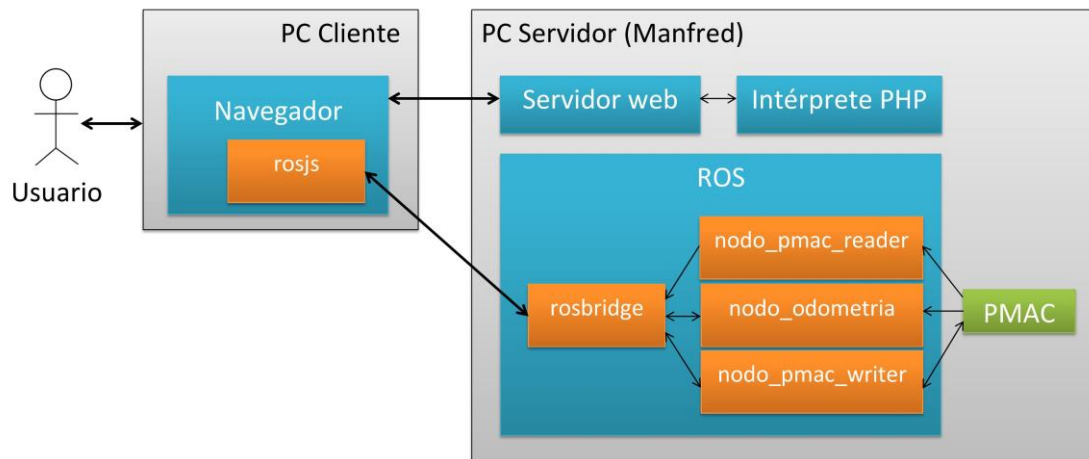 PC Cliente
PC Servidor (Manfred)
Navegador
rosjs
Usuario
Servidor web
Intérprete PHP
ROS
nodo_pmac_reader
rosbridge
nodo_odometria
PMAC
nodo_pmac_writer